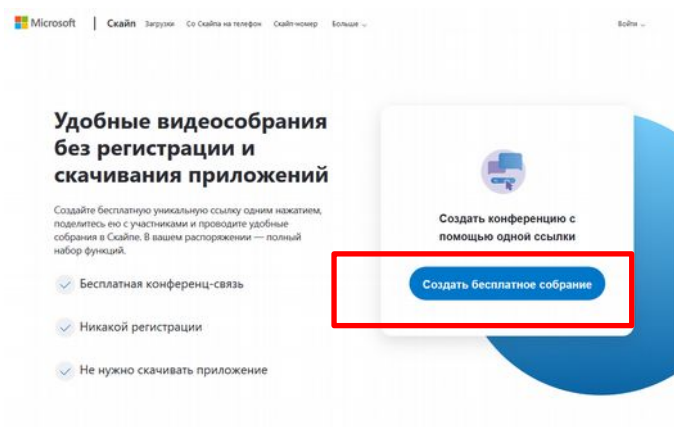 Microsoft | Скайп Загрузки Со Скайпа на телефон Скайп-номер Больше Войти
Удобные видеособрания
без регистрации и
скачивания приложений
Создайте бесплатную уникальную ссылку одним нажатием,
поделитесь ею с участниками и проводите удобные
собрания в Скайпе. В вашем распоряжении — полный
набор функций.
Бесплатная конференц-связь
Никакой регистрации
Не нужно скачивать приложение
Создать конференцию с
помощью одной ссылки
Создать бесплатное собрание